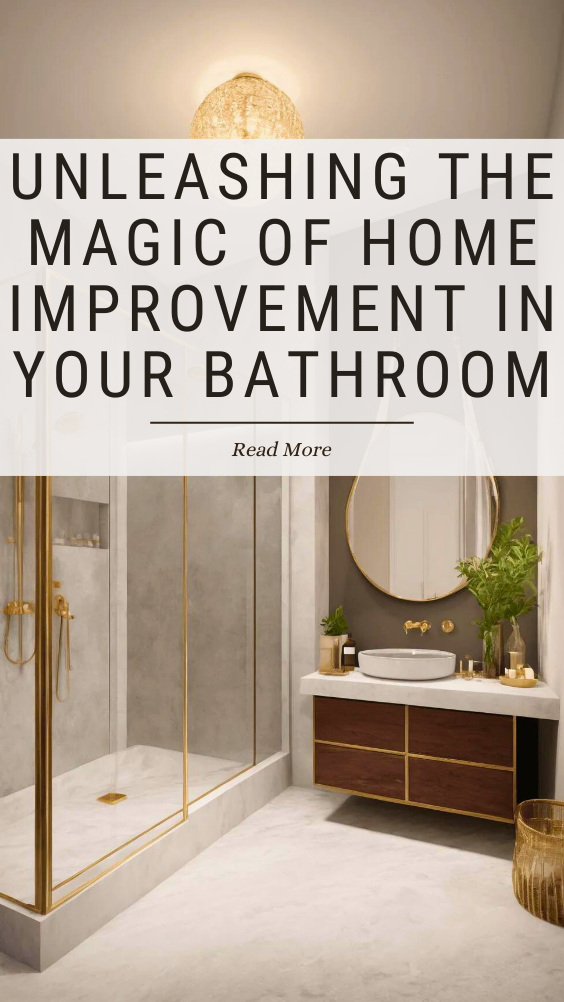 UNLEASHING THE
MAGIC OF HOME
IMPROVEMENT IN
YOUR BATHROOM
Read More